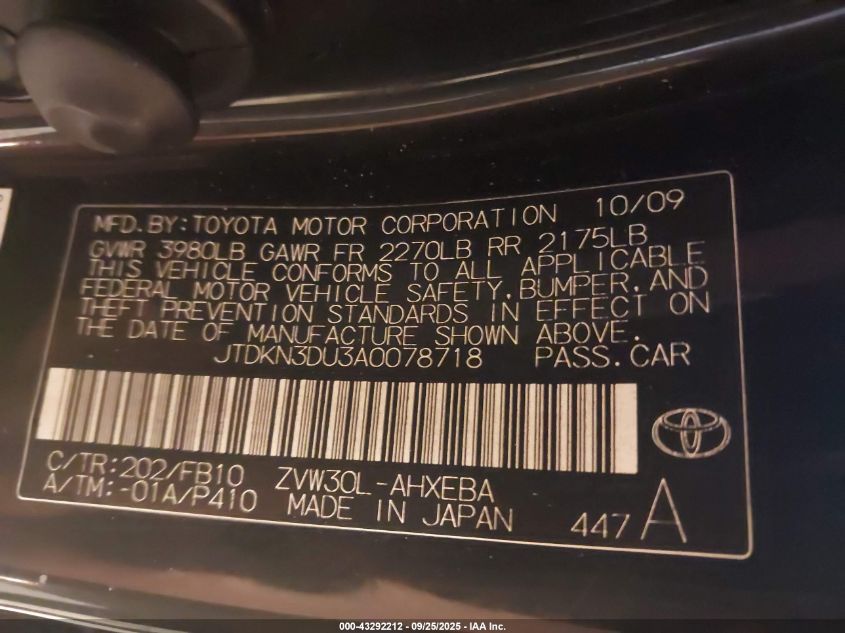 MFD.BY:TOYOTA MOTOR CORPORATION 10/09
GVWR 3980LB GAWR FR 2270LB RR 2175LB
THIS VEHICLE CONFORMS TO ALL APPLICABLE
FEDERAL MOTOR VEHICLE SAFETY,BUMPER,AND
THEFT PREVENTION STANDARDS IN EFFECT ON
THE DATE OF MANUFACTURE SHOWN ABOVE.
JTDKN3DU3A0078718 PASS.CAR
C/TR:202/FB10 ZVW30L-AHXEBA
A/TM:-01A/P410 MADE IN JAPAN 447 A
000-43292212 - 09/25/2025 - IAA Inc.